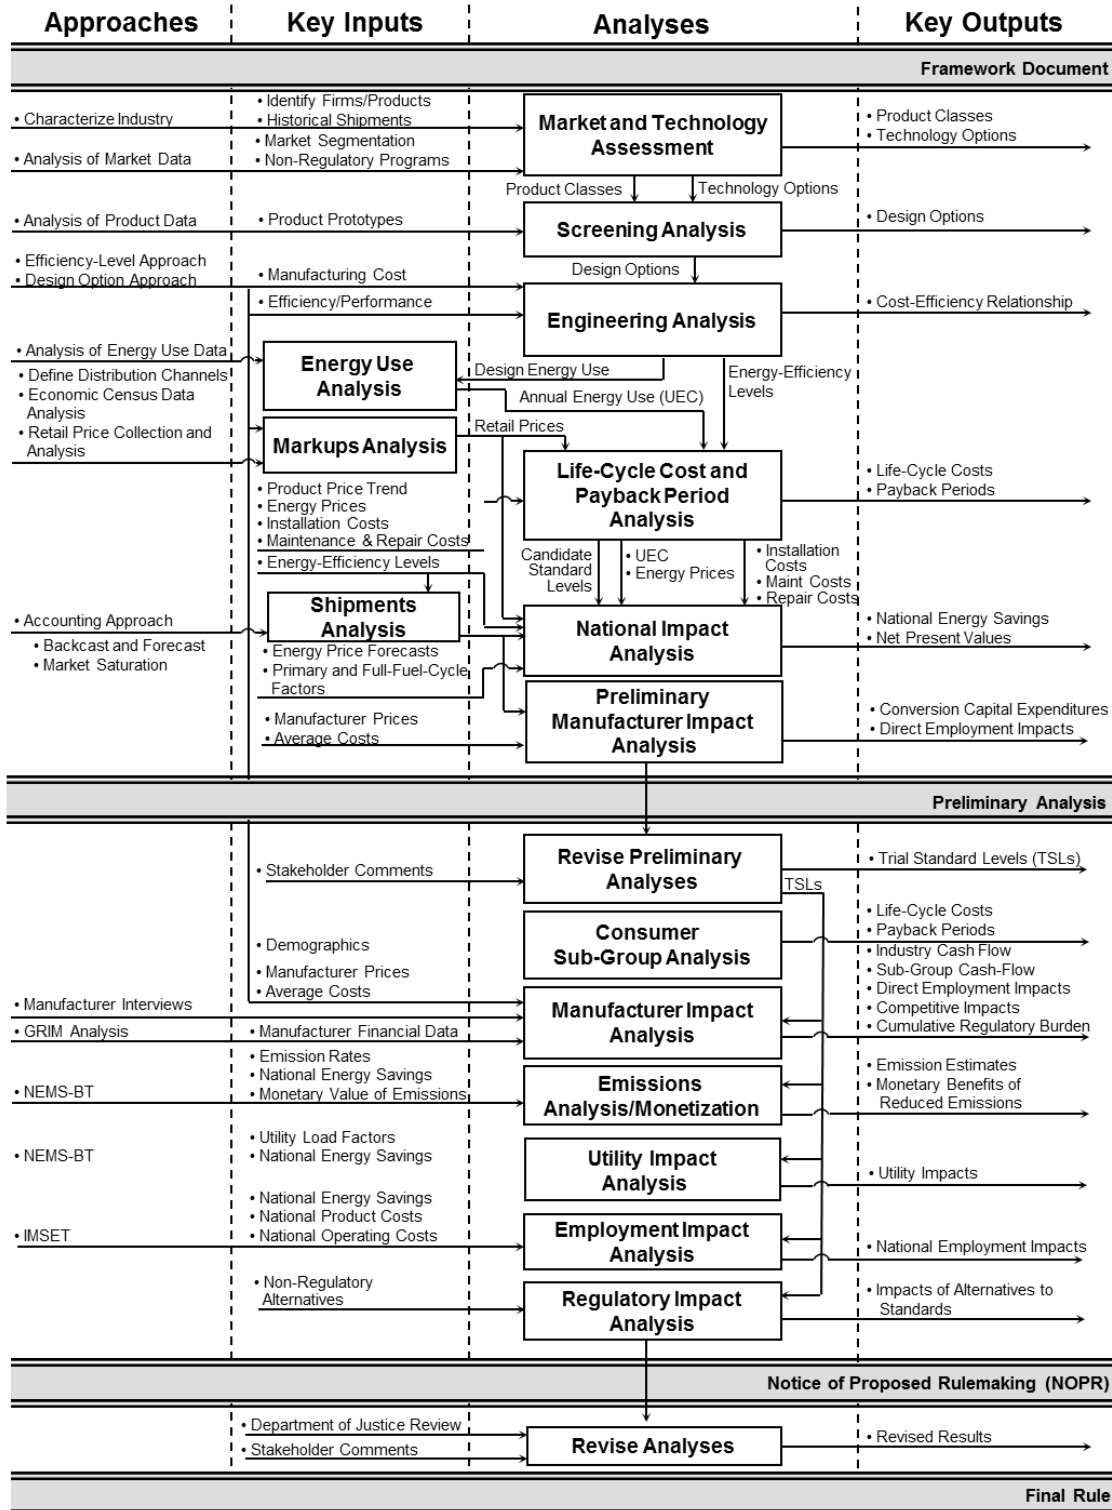 Approaches
Key Inputs
Analyses
Key Outputs
Framework Document
• Characterize Industry
• Analysis of Market Data
• Identify Firms/Products
• Historical Shipments
• Market Segmentation
• Non-Regulatory Programs
Market and Technology
Assessment
• Product Classes
• Technology Options
Product Classes
Technology Options
• Analysis of Product Data
• Product Prototypes
Screening Analysis
• Design Options
• Efficiency-Level Approach
• Design Option Approach
• Manufacturing Cost
• Efficiency/Performance
Design Options
Engineering Analysis
• Cost-Efficiency Relationship
• Analysis of Energy Use Data
Energy Use
Analysis
Design Energy Use
Annual Energy Use (UEC)
Energy-Efficiency
Levels
• Define Distribution Channels
• Economic Census Data
Analysis
• Retail Price Collection and
Analysis
Markups Analysis
Retail Prices
• Product Price Trend
• Energy Prices
• Installation Costs
• Maintenance & Repair Costs
• Energy-Efficiency Levels
Life-Cycle Cost and
Payback Period
Analysis
• Life-Cycle Costs
• Payback Periods
Candidate
Standard
Levels
• UEC
• Energy Prices
• Installation
Costs
• Maint Costs
• Repair Costs
• Accounting Approach
• Backcast and Forecast
• Market Saturation
Shipments
Analysis
• Energy Price Forecasts
• Primary and Full-Fuel-Cycle
Factors
National Impact
Analysis
• National Energy Savings
• Net Present Values
• Manufacturer Prices
• Average Costs
Preliminary
Manufacturer Impact
Analysis
• Conversion Capital Expenditures
• Direct Employment Impacts
Preliminary Analysis
• Stakeholder Comments
Revise Preliminary
Analyses
• Trial Standard Levels (TSLs)
TSLs
• Demographics
Consumer
Sub-Group Analysis
• Life-Cycle Costs
• Payback Periods
• Industry Cash Flow
• Sub-Group Cash-Flow
• Direct Employment Impacts
• Competitive Impacts
• Cumulative Regulatory Burden
• Manufacturer Prices
• Average Costs
• Manufacturer Interviews
• GRIM Analysis
• Manufacturer Financial Data
Manufacturer Impact
Analysis
• Emission Rates
• National Energy Savings
• Monetary Value of Emissions
• NEMS-BT
Emissions
Analysis/Monetization
• Emission Estimates
• Monetary Benefits of
Reduced Emissions
• NEMS-BT
• Utility Load Factors
• National Energy Savings
Utility Impact
Analysis
• Utility Impacts
• IMSET
• National Energy Savings
• National Product Costs
• National Operating Costs
Employment Impact
Analysis
• National Employment Impacts
• Non-Regulatory
Alternatives
Regulatory Impact
Analysis
• Impacts of Alternatives to
Standards
Notice of Proposed Rulemaking (NOPR)
• Department of Justice Review
• Stakeholder Comments
Revise Analyses
• Revised Results
Final Rule